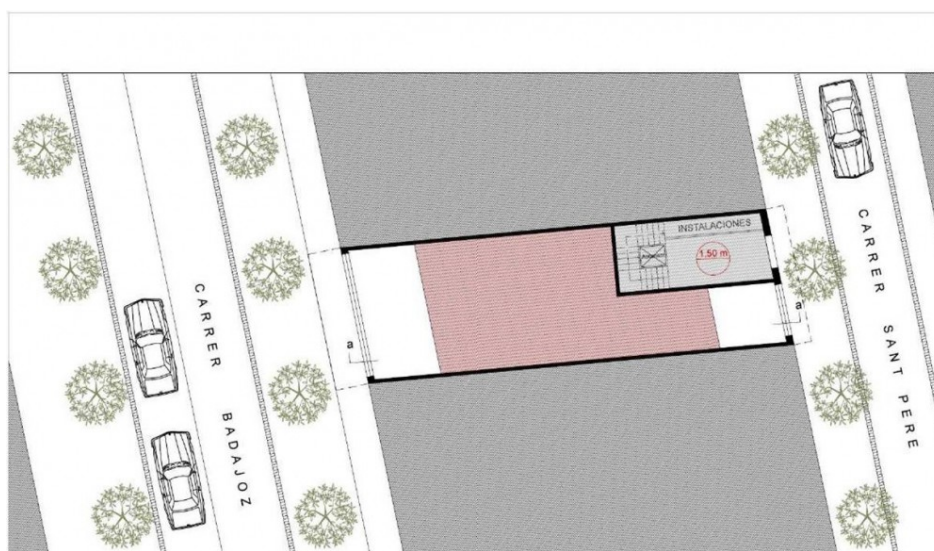 INSTALACIONES
1.50 m
CARRER BADAJOZ
CARRER SANT PERE
a
a'